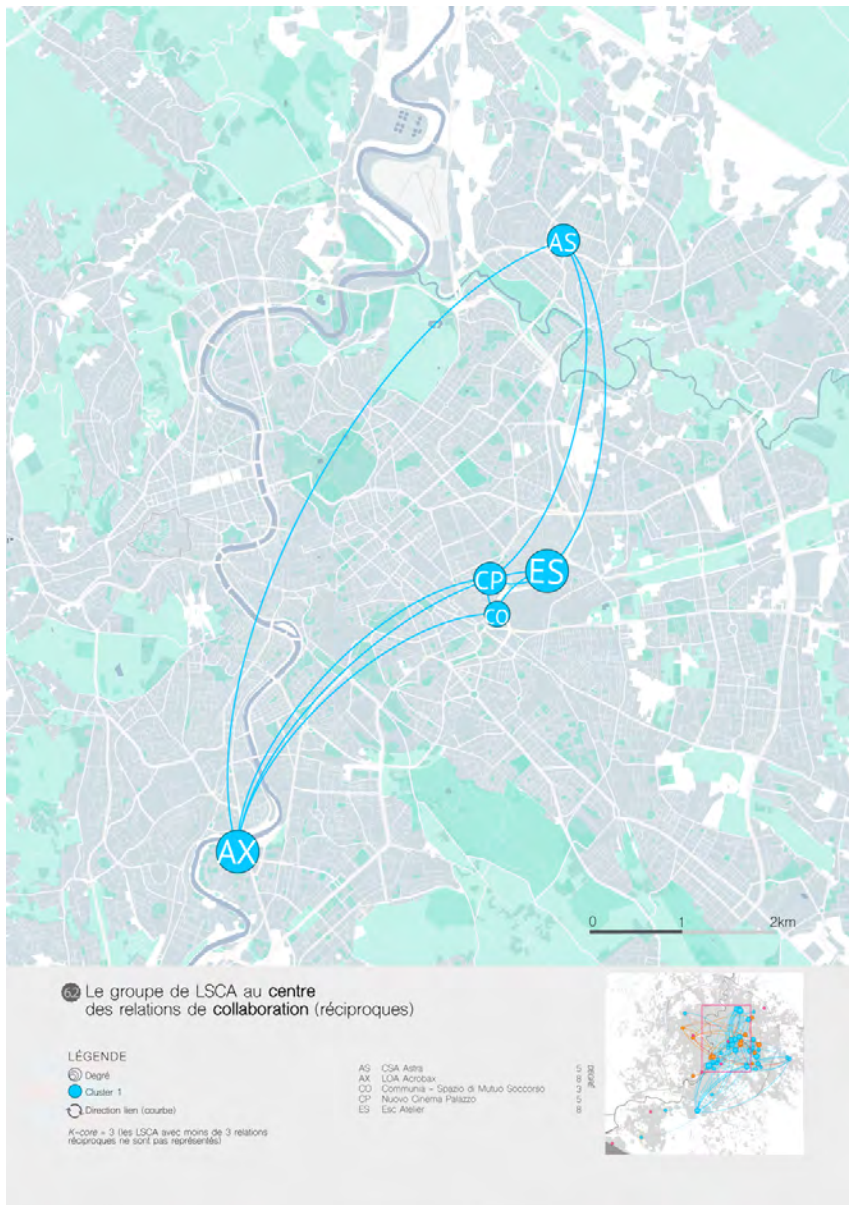 AS
CP
ES
CO
AX
0 1 2km
6.2 Le groupe de LSCA au centre
des relations de collaboration (réciproques)
LÉGENDE
Degré
Cluster 1
Direction lien (courbe)
K-core = 3 (les LSCA avec moins de 3 relations
réciproques ne sont pas représentés)
AS CSA Astra 5
AX LOA Acrobax 8
CO Communia - Spazio di Mutuo Soccorso 3
CP Nuovo Cinema Palazzo 5
ES Esc Atelier 8
DEGRÉ